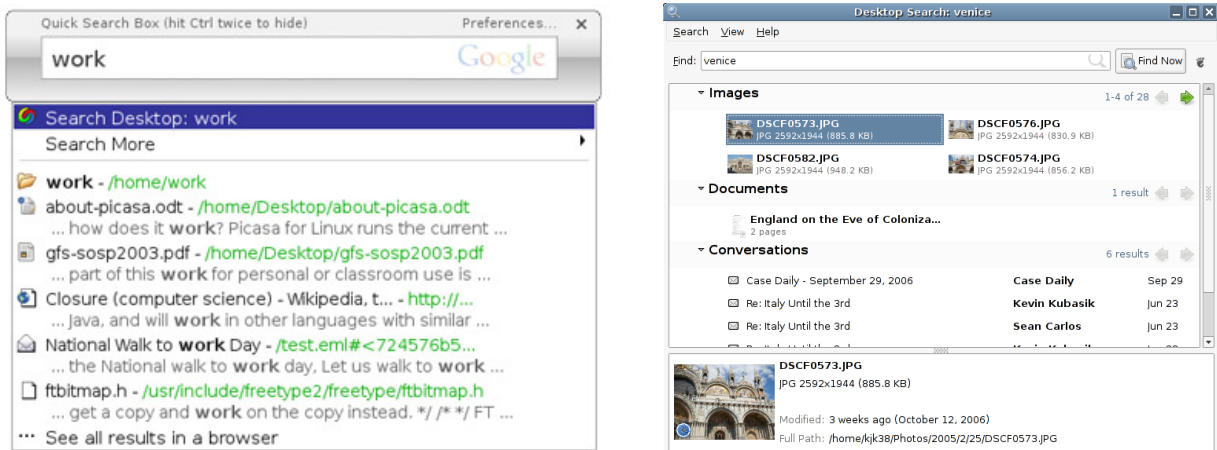 Quick Search Box (hit Ctrl twice to hide) Preferences... x
work Google
Search Desktop: work
Search More
work - /home/work
about-picasa.odt - /home/Desktop/about-picasa.odt
... how does it work? Picasa for Linux runs the current ...
gfs-sosp2003.pdf - /home/Desktop/gfs-sosp2003.pdf
... part of this work for personal or classroom use is ...
Closure (computer science) - Wikipedia, t... - http://...
... Java, and will work in other languages with similar ...
National Walk to work Day - /test.eml#<724576b5...
... the National walk to work day, Let us walk to work ...
ftbitmap.h - /usr/include/freetype2/freetype/ftbitmap.h
... get a copy and work on the copy instead. */ /* */ FT ...
... See all results in a browser
Desktop Search: venice
Search View Help
Find: venice Find Now
Images 1-4 of 28
DSCF0573.JPG DSCF0576.JPG
JPG 2592x1944 (885.8 KB) JPG 2592x1944 (830.9 KB)
DSCF0582.JPG DSCF0574.JPG
JPG 2592x1944 (948.2 KB) JPG 2592x1944 (856.2 KB)
Documents 1 result
England on the Eve of Coloniza...
2 pages
Conversations 6 results
Case Daily - September 29, 2006 Case Daily Sep 29
Re: Italy Until the 3rd Kevin Kubasik Jun 23
Re: Italy Until the 3rd Sean Carlos Jun 23
DSCF0573.JPG
JPG 2592x1944 (885.8 KB)
Modified: 3 weeks ago (October 12, 2006)
Full Path: /home/kjk38/Photos/2005/2/25/DSCF0573.JPG